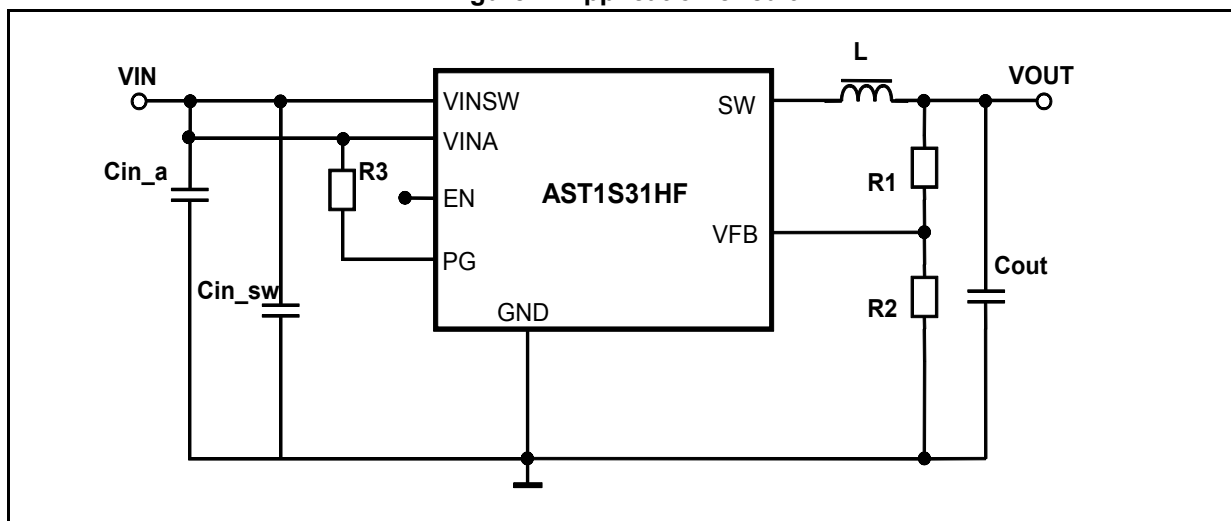 VIN
L
VOUT
VINSW
SW
VINA
Cin_a
R3
R1
EN
AST1S31HF
VFB
PG
Cout
Cin_sw
R2
GND